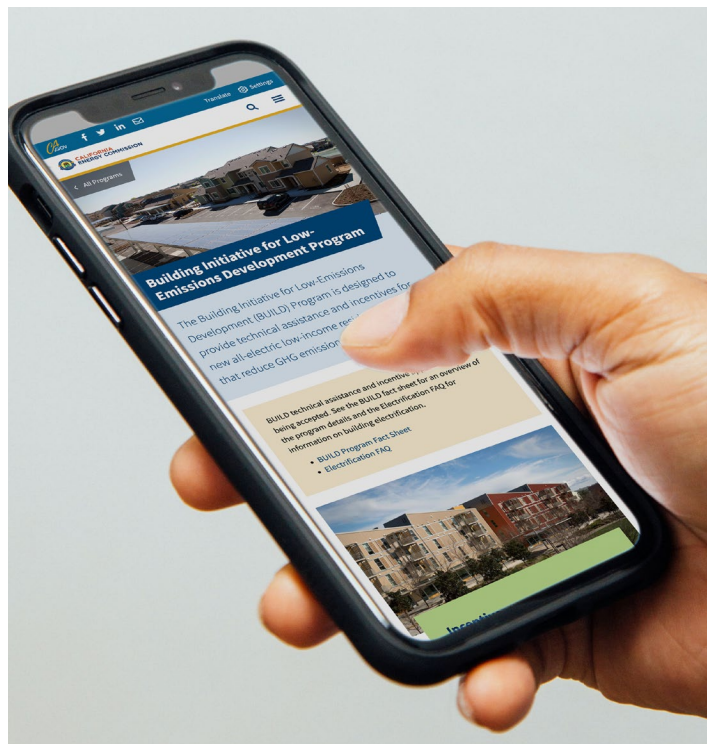 CA
GOV
Translate
Settings
CALIFORNIA
ENERGY COMMISSION
All Programs
Building Initiative for Low-
Emissions Development Program
The Building Initiative for Low-Emissions
Development (BUILD) Program is designed to
provide technical assistance and incentives for
new all-electric low-income
that reduce GHG
BUILD technical assistance and incentive
being accepted. See the BUILD fact sheet for an overview of
the program details and the Electrification FAQ for
information on building electrification.
• BUILD Program Fact Sheet
• Electrification FAQ